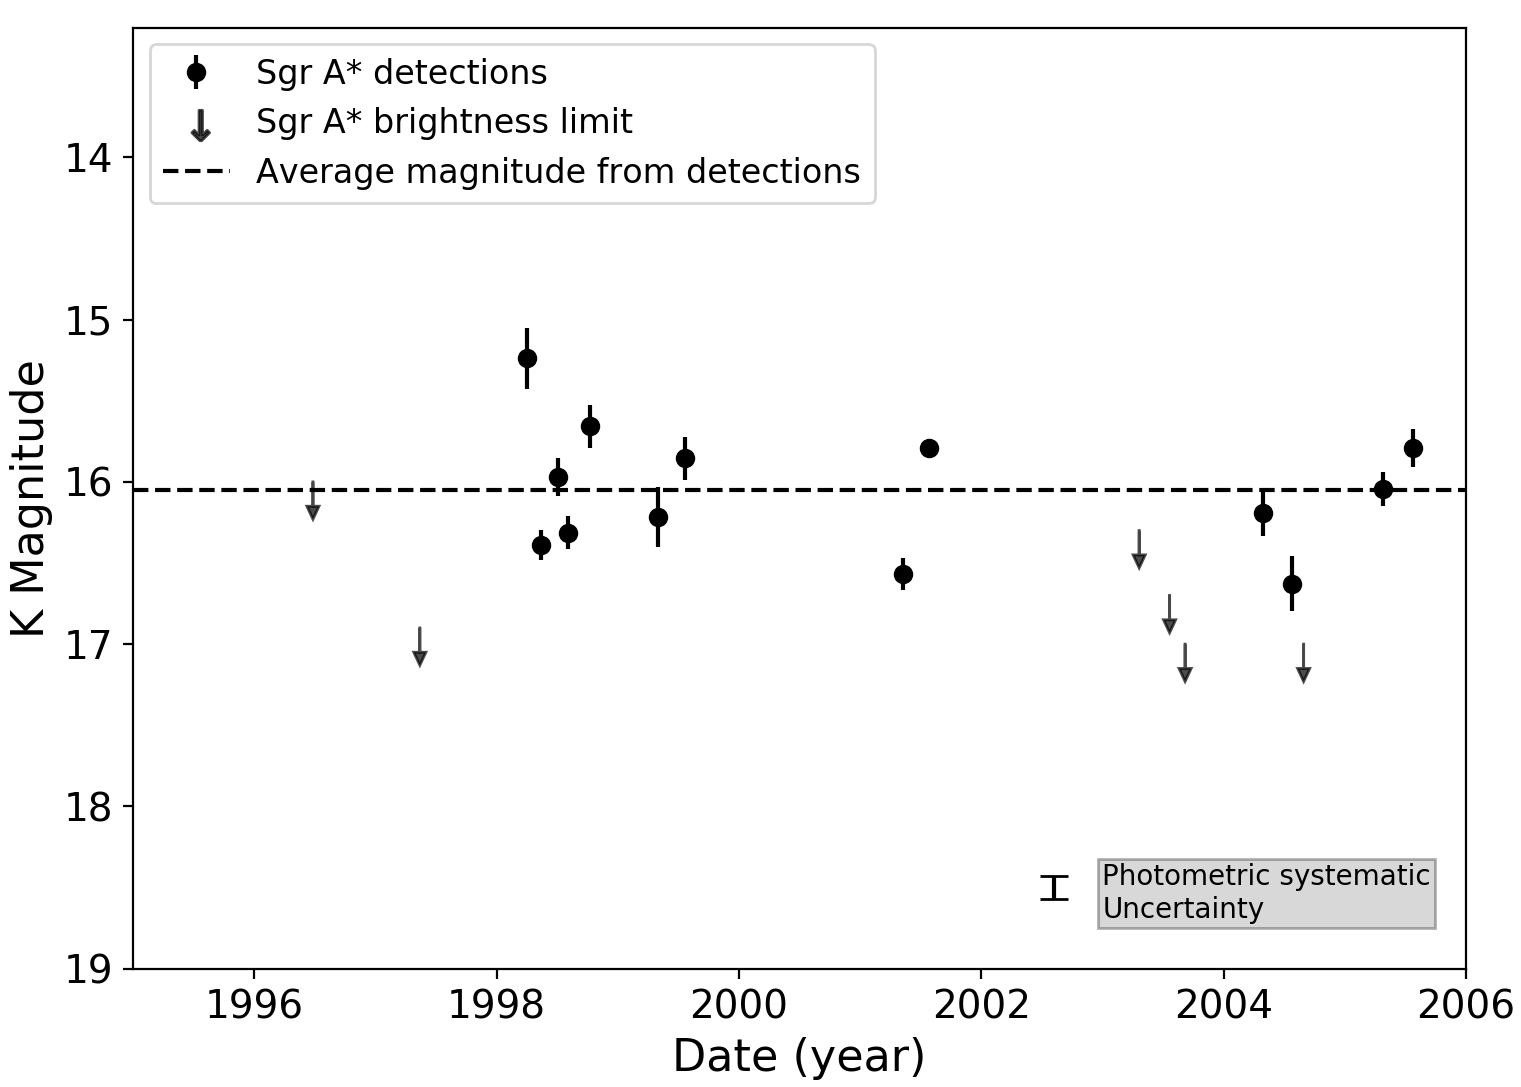 Sgr A* detections
Sgr A* brightness limit
Average magnitude from detections
14
15
16
17
18
19
K Magnitude
Photometric systematic
Uncertainty
1996 1998 2000 2002 2004 2006
Date (year)